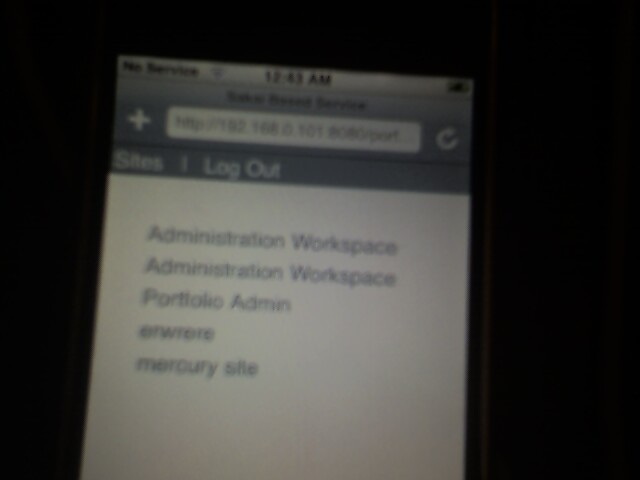 No Service 12:43 AM
Sakai Based Service
http://192.168.0.101:8080/port...
Sites | Log Out
Administration Workspace
Administration Workspace
Portfolio Admin
erwrere
mercury site